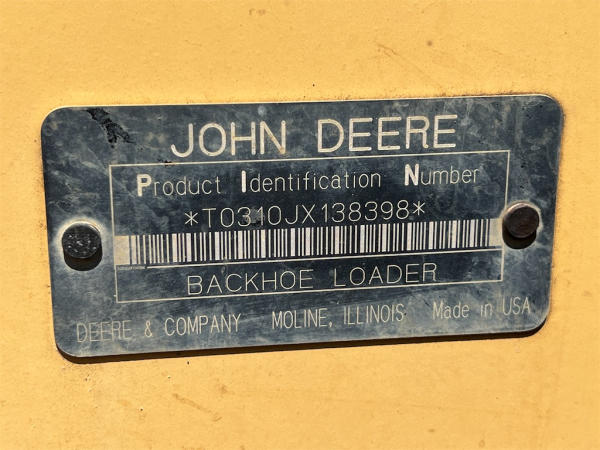 JOHN DEERE
Product Identification Number
*T0310JX138398*
BACKHOE LOADER
DEERE & COMPANY MOLINE, ILLINOIS Made in USA